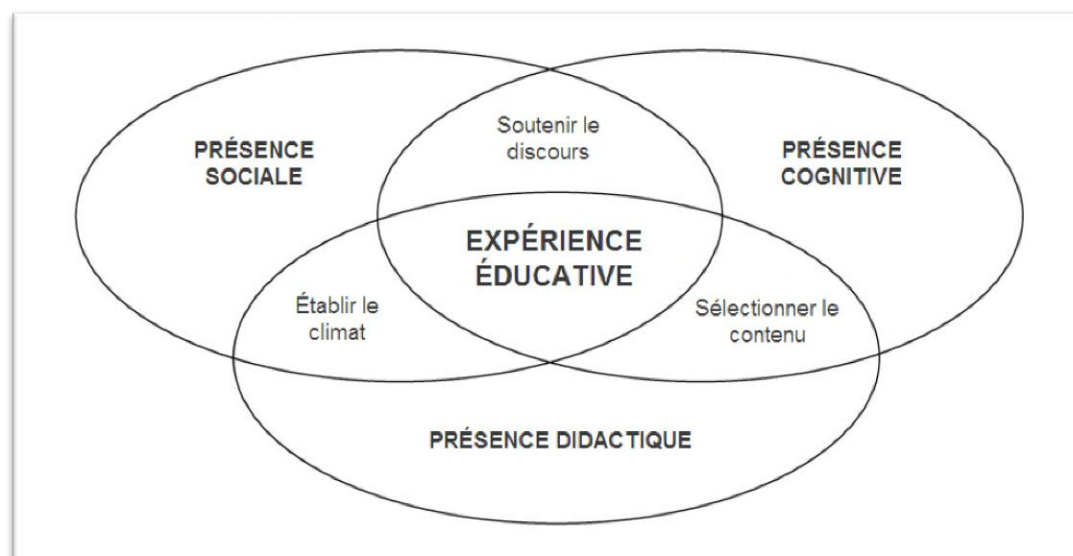 Soutenir le
discours
PRÉSENCE
SOCIALE
PRÉSENCE
COGNITIVE
EXPÉRIENCE
ÉDUCATIVE
Établir le
climat
Sélectionner le
contenu
PRÉSENCE DIDACTIQUE